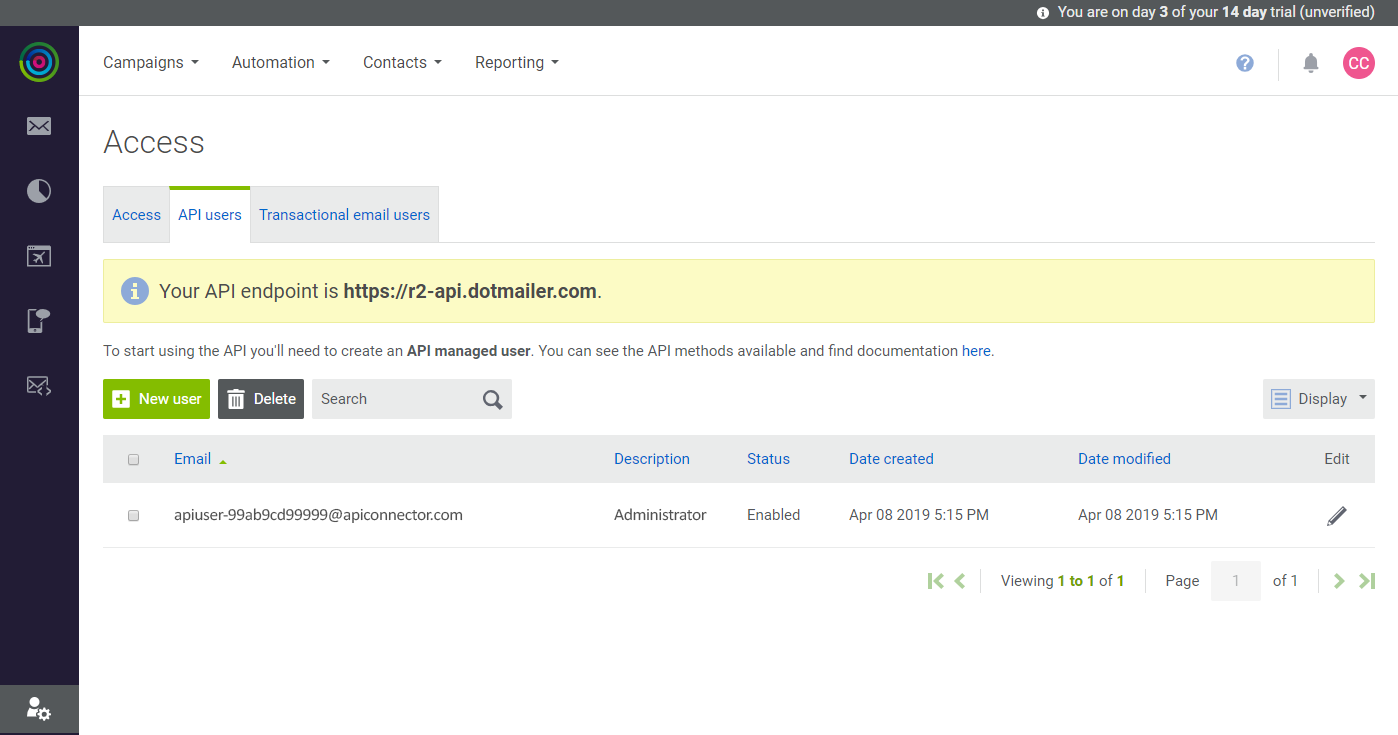 You are on day 3 of your 14 day trial (unverified)
Campaigns Automation Contacts Reporting
CC
Access
Access API users Transactional email users
Your API endpoint is https://r2-api.dotmailer.com.
To start using the API you'll need to create an API managed user. You can see the API methods available and find documentation here.
New user Delete Search Display
Email Description Status Date created Date modified Edit
apiuser-99ab9cd99999@apiconnector.com Administrator Enabled Apr 08 2019 5:15 PM Apr 08 2019 5:15 PM
Viewing 1 to 1 of 1 Page 1 of 1